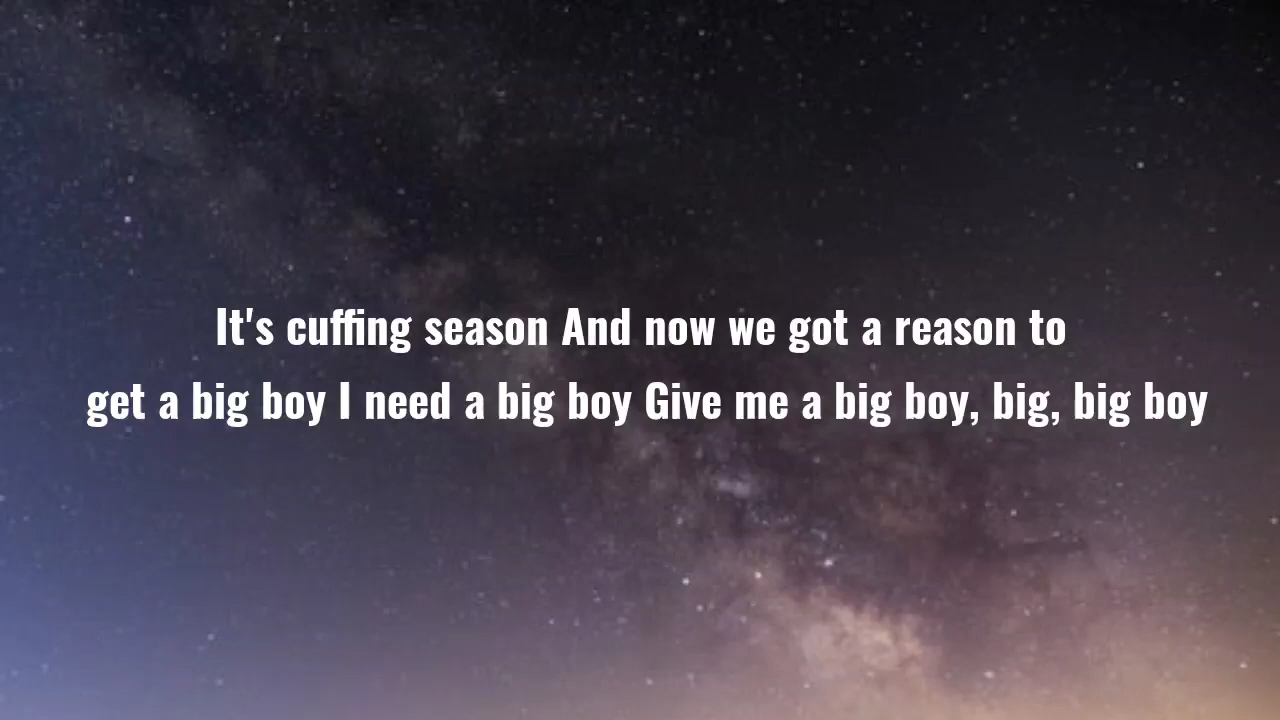 It's cuffing season And now we got a reason to
get a big boy I need a big boy Give me a big boy, big, big boy